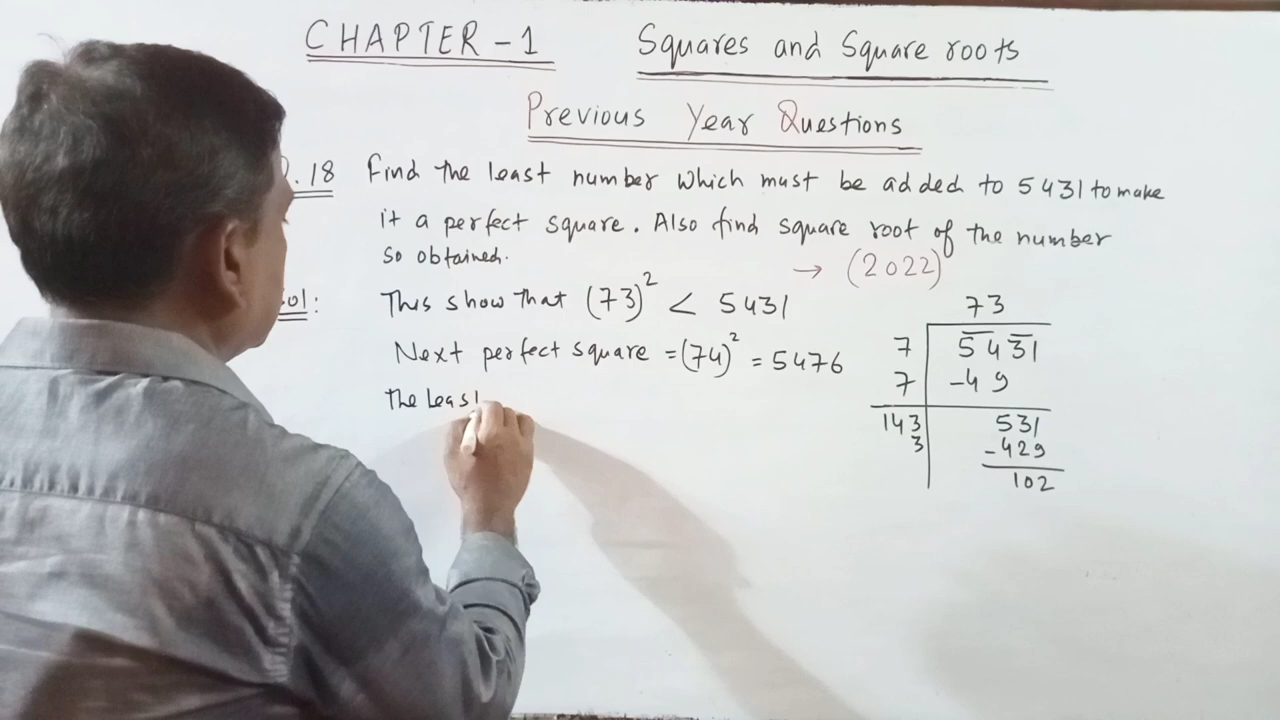 CHAPTER - 1 Squares and Square roots
Previous Year Questions
. 18 Find the least number which must be added to 5431 to make
it a perfect square. Also find square root of the number
so obtained.
→ (2022)
ol: This show that (73)² < 5431
Next perfect square = (74)² = 5476
The Least
73
7 5431
7 -49
143 531
3 -429
102